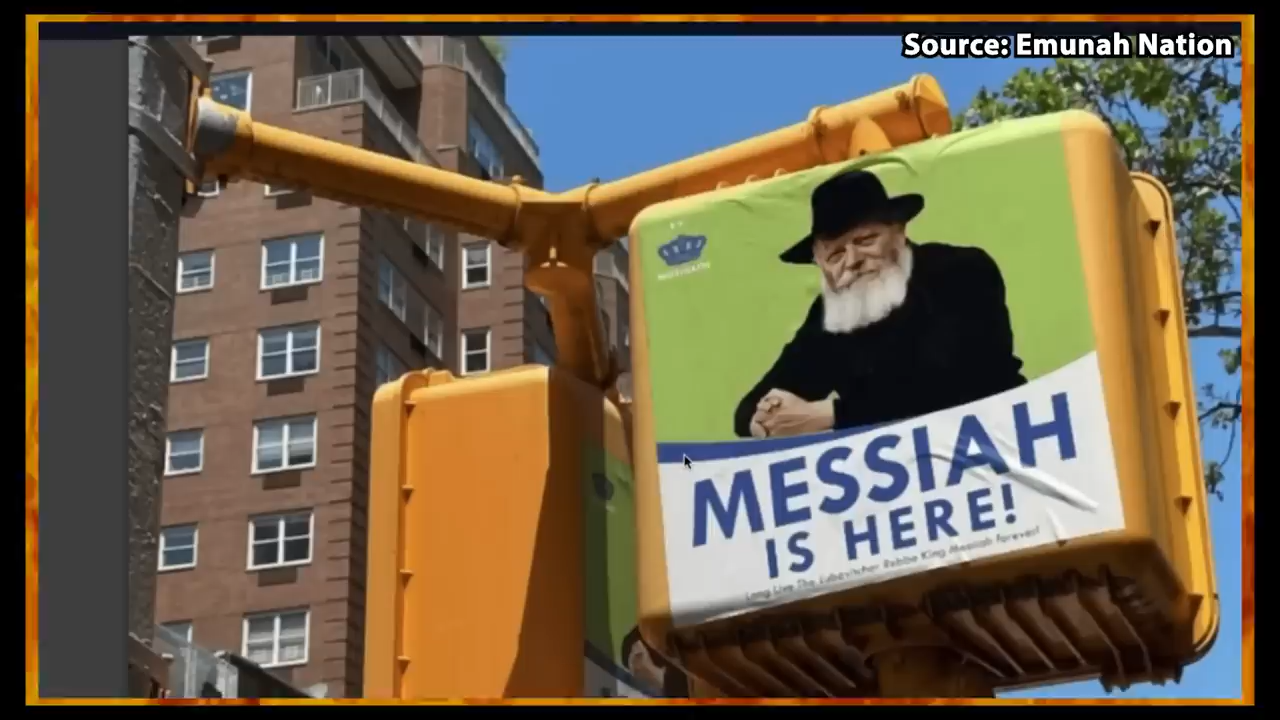 Source: Emunah Nation
MESSIAH
IS HERE!
Long Live The Lubavitcher Rebbe King Messiah forever!